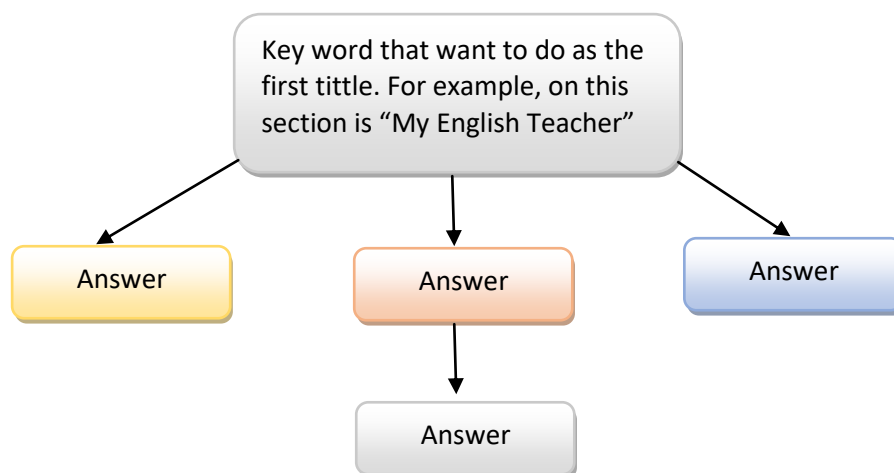 Key word that want to do as the
first tittle. For example, on this
section is “My English Teacher”
Answer
Answer
Answer
Answer